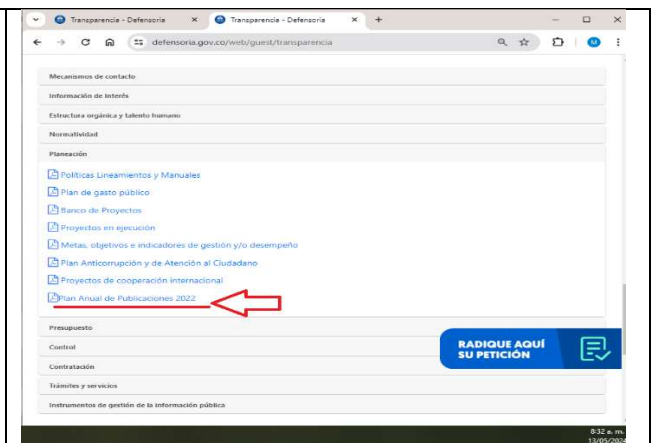 Transparencia - Defensoria
Transparencia - Defensoria
defensoria.gov.co/web/guest/transparencia
M
Mecanismos de contacto
Información de Interés
Estructura orgánica y talento humano
Normatividad
Planeación
Políticas Lineamientos y Manuales
Plan de gasto público
Banco de Proyectos
Proyectos en ejecución
Metas, objetivos e indicadores de gestión y/o desempeño
Plan Anticorrupción y de Atención al Ciudadano
Proyectos de cooperación internacional
Plan Anual de Publicaciones 2022
Presupuesto
Control
Contratación
Trámites y servicios
Instrumentos de gestión de la información pública
RADIQUE AQUÍ
SU PETICIÓN
8:32 a. m.
13/05/2024